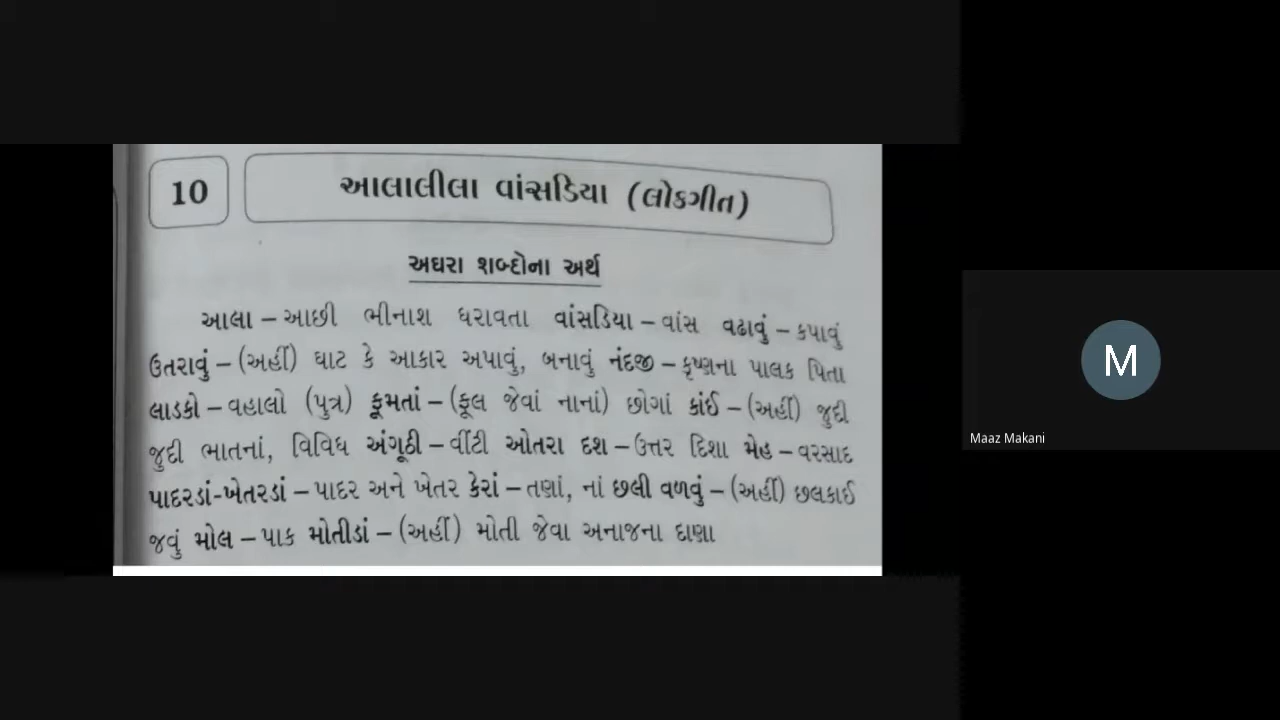 10
આલાલીલા વાંસડિયા (લોકગીત)
અઘરા શબ્દોના અર્થ
આલા – આછી ભીનાશ ધરાવતા વાંસડિયા – વાંસ વઢાવું – કપાવું
ઉતરાવું – (અહીં) ઘાટ કે આકાર અપાવું, બનાવું નંદજી – કૃષ્ણના પાલક પિતા
લાડકો – વહાલો (પુત્ર) ફૂમતાં – (ફૂલ જેવાં નાનાં) છોગાં કાંઈ – (અહીં) જુદી
જુદી ભાતનાં, વિવિધ અંગૂઠી – વીંટી ઓતરા દશ – ઉત્તર દિશા મેહ – વરસાદ
પાદરડાં-ખેતરડાં – પાદર અને ખેતર કેરાં – તણાં, નાં છલી વળવું – (અહીં) છલકાઈ
જવું મોલ – પાક મોતીડાં – (અહીં) મોતી જેવા અનાજના દાણા
M
Maaz Makani